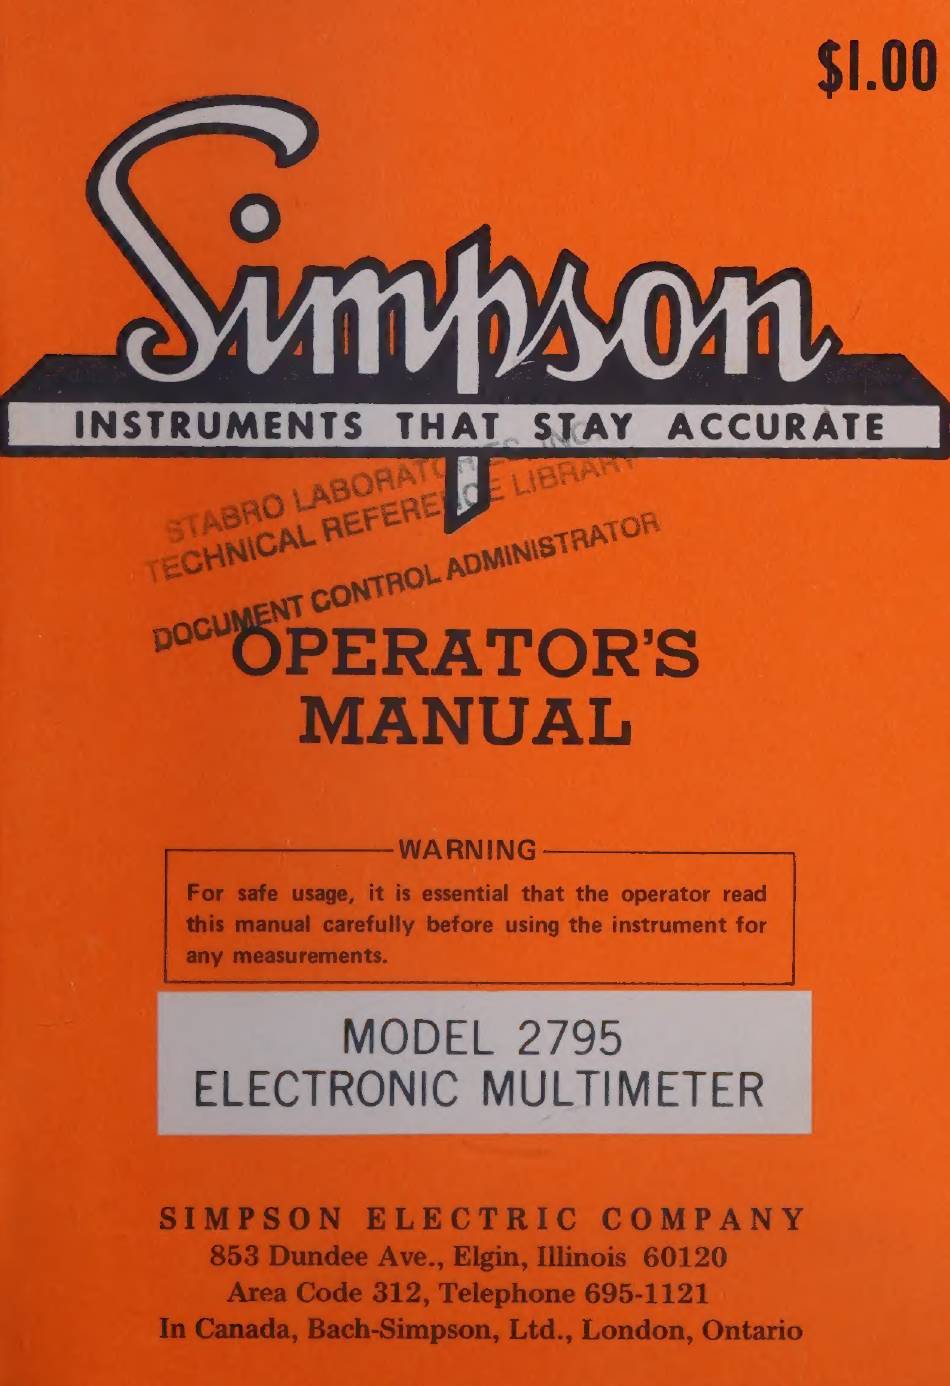 $1.00
Simpson
INSTRUMENTS THAT STAY ACCURATE
STABRO LABORATORIES INC.
TECHNICAL REFERENCE LIBRARY
DOCUMENT CONTROL ADMINISTRATOR
OPERATOR'S
MANUAL
WARNING
For safe usage, it is essential that the operator read
this manual carefully before using the instrument for
any measurements.
MODEL 2795
ELECTRONIC MULTIMETER
SIMPSON ELECTRIC COMPANY
853 Dundee Ave., Elgin, Illinois 60120
Area Code 312, Telephone 695-1121
In Canada, Bach-Simpson, Ltd., London, Ontario